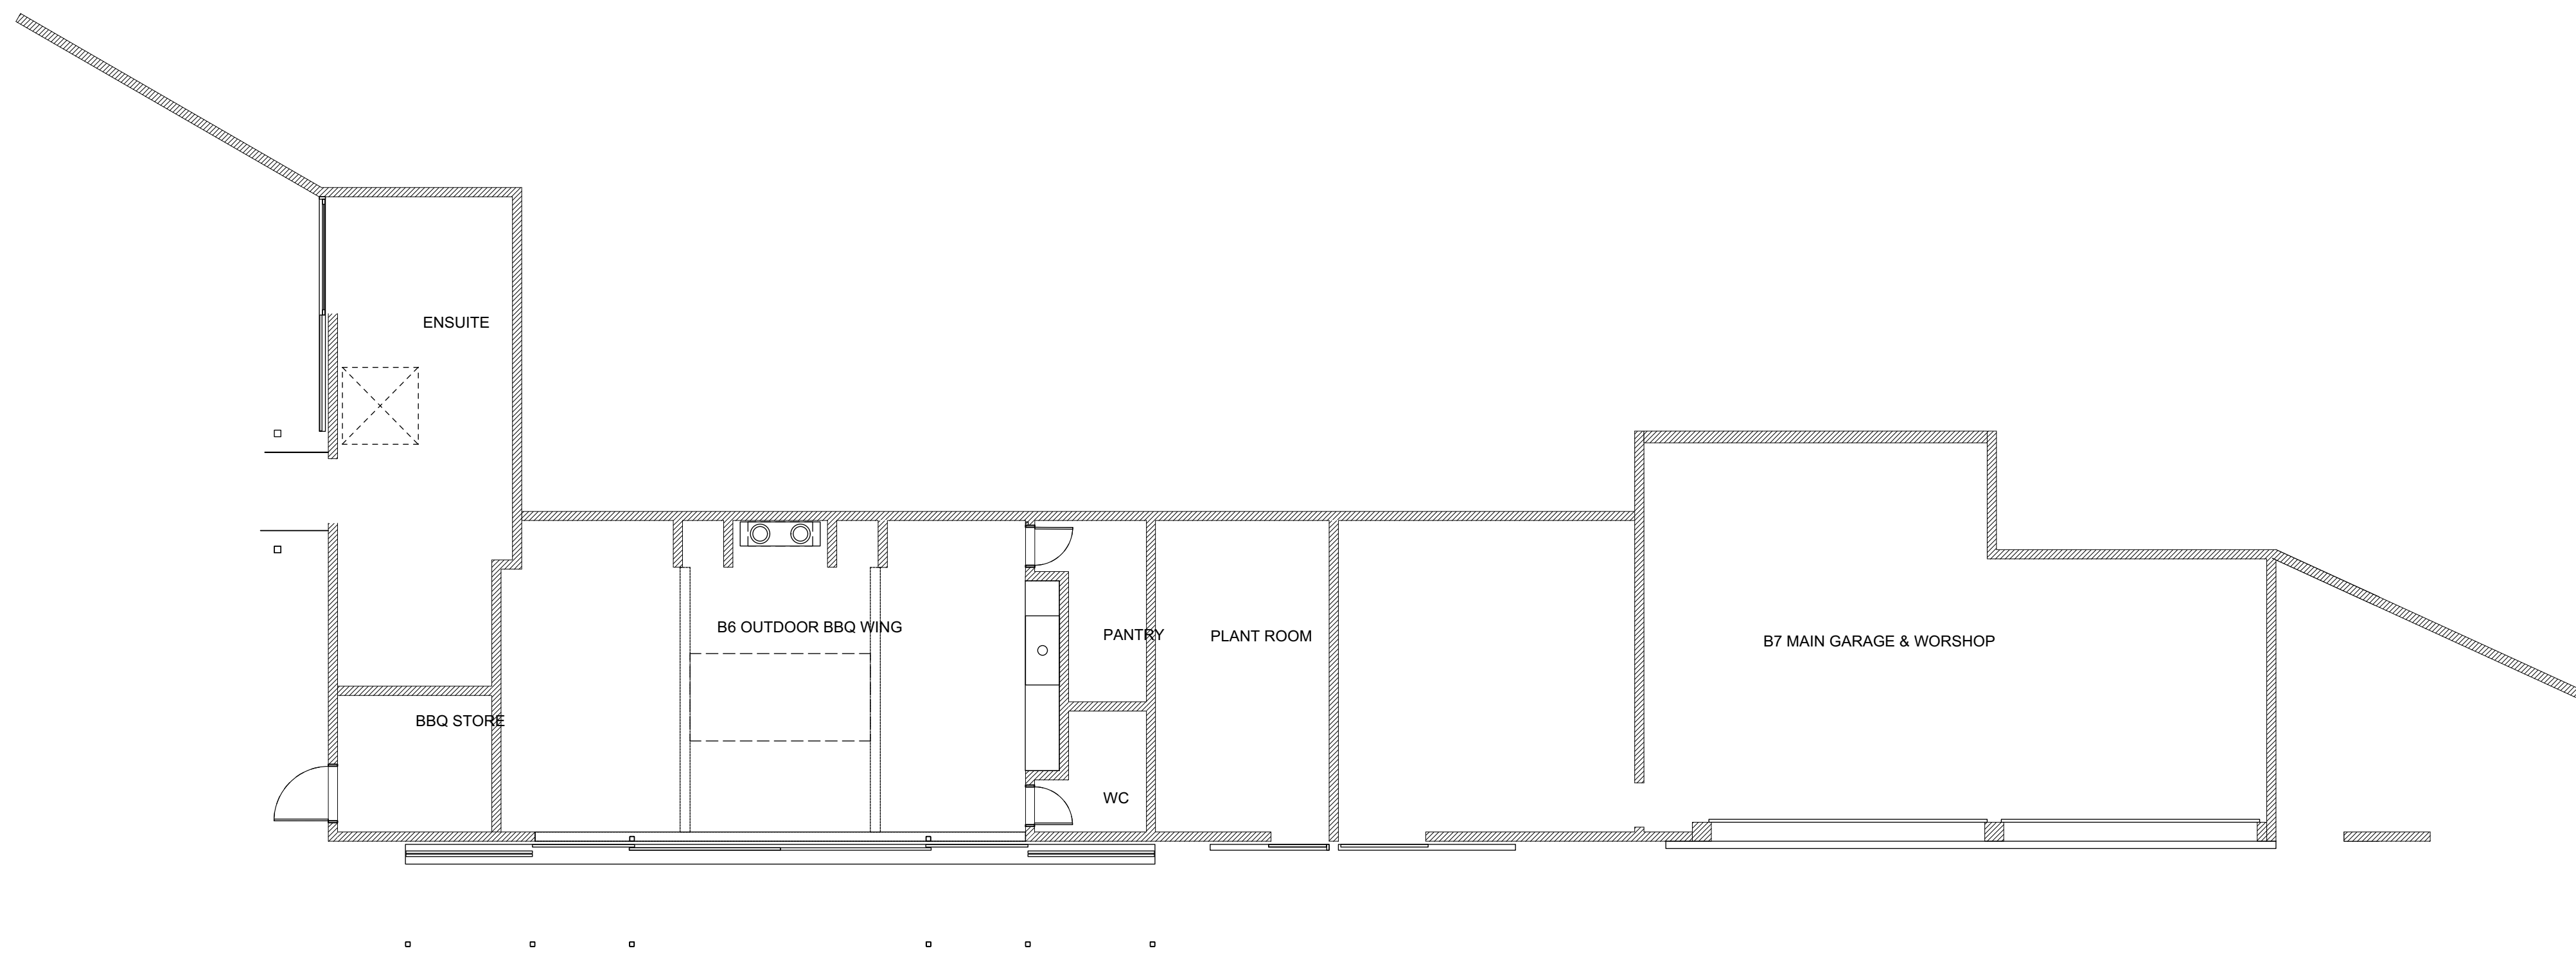 ENSUITE
B6 OUTDOOR BBQ WING
PANTRY
PLANT ROOM
B7 MAIN GARAGE & WORSHOP
BBQ STORE
WC